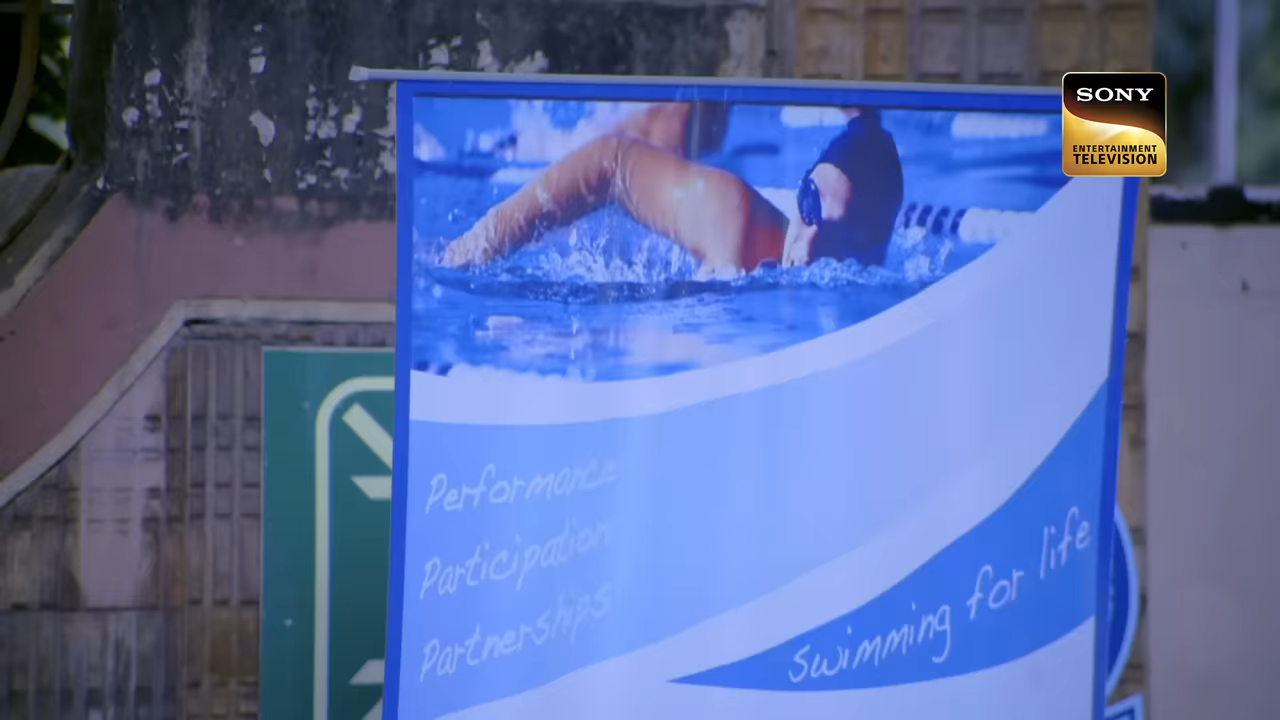 SONY
ENTERTAINMENT
TELEVISION
Performance
Participation
Partnerships
Swimming for life